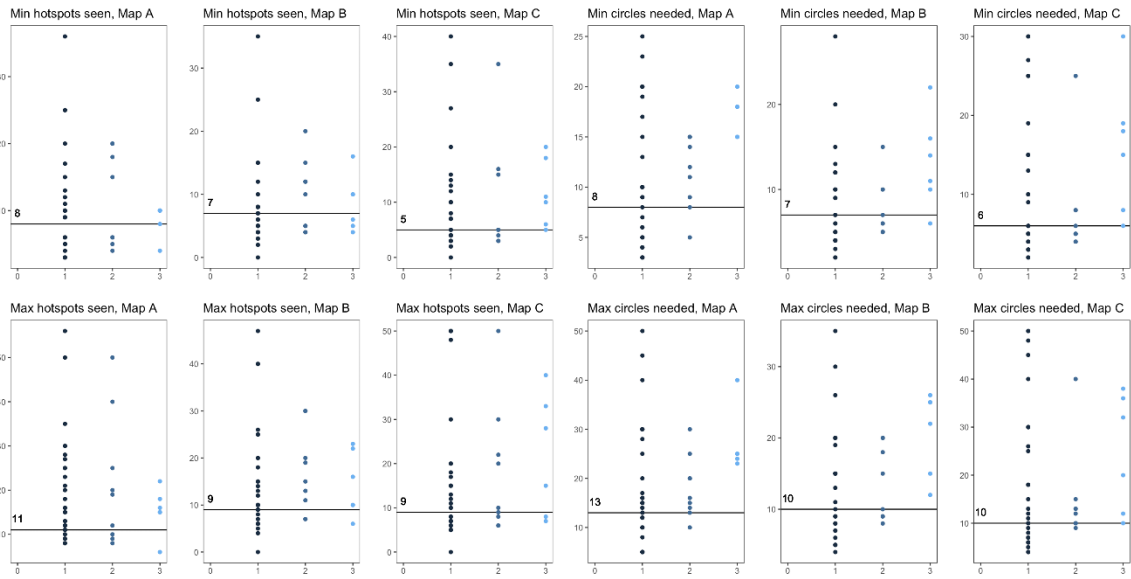 Min hotspots seen, Map A
8
0 1 2 3
Min hotspots seen, Map B
30
20
10
7
0
0 1 2 3
Min hotspots seen, Map C
40
30
20
10
5
0
0 1 2 3
Min circles needed, Map A
25
20
15
10
8
5
0 1 2 3
Min circles needed, Map B
20
10
7
0 1 2 3
Min circles needed, Map C
30
20
10
6
0 1 2 3
Max hotspots seen, Map A
11
0 1 2 3
Max hotspots seen, Map B
40
30
20
10
9
0
0 1 2 3
Max hotspots seen, Map C
50
40
30
20
10
9
0
0 1 2 3
Max circles needed, Map A
50
40
30
20
13
10
0 1 2 3
Max circles needed, Map B
30
20
10
10
0 1 2 3
Max circles needed, Map C
50
40
30
20
10
10
0 1 2 3